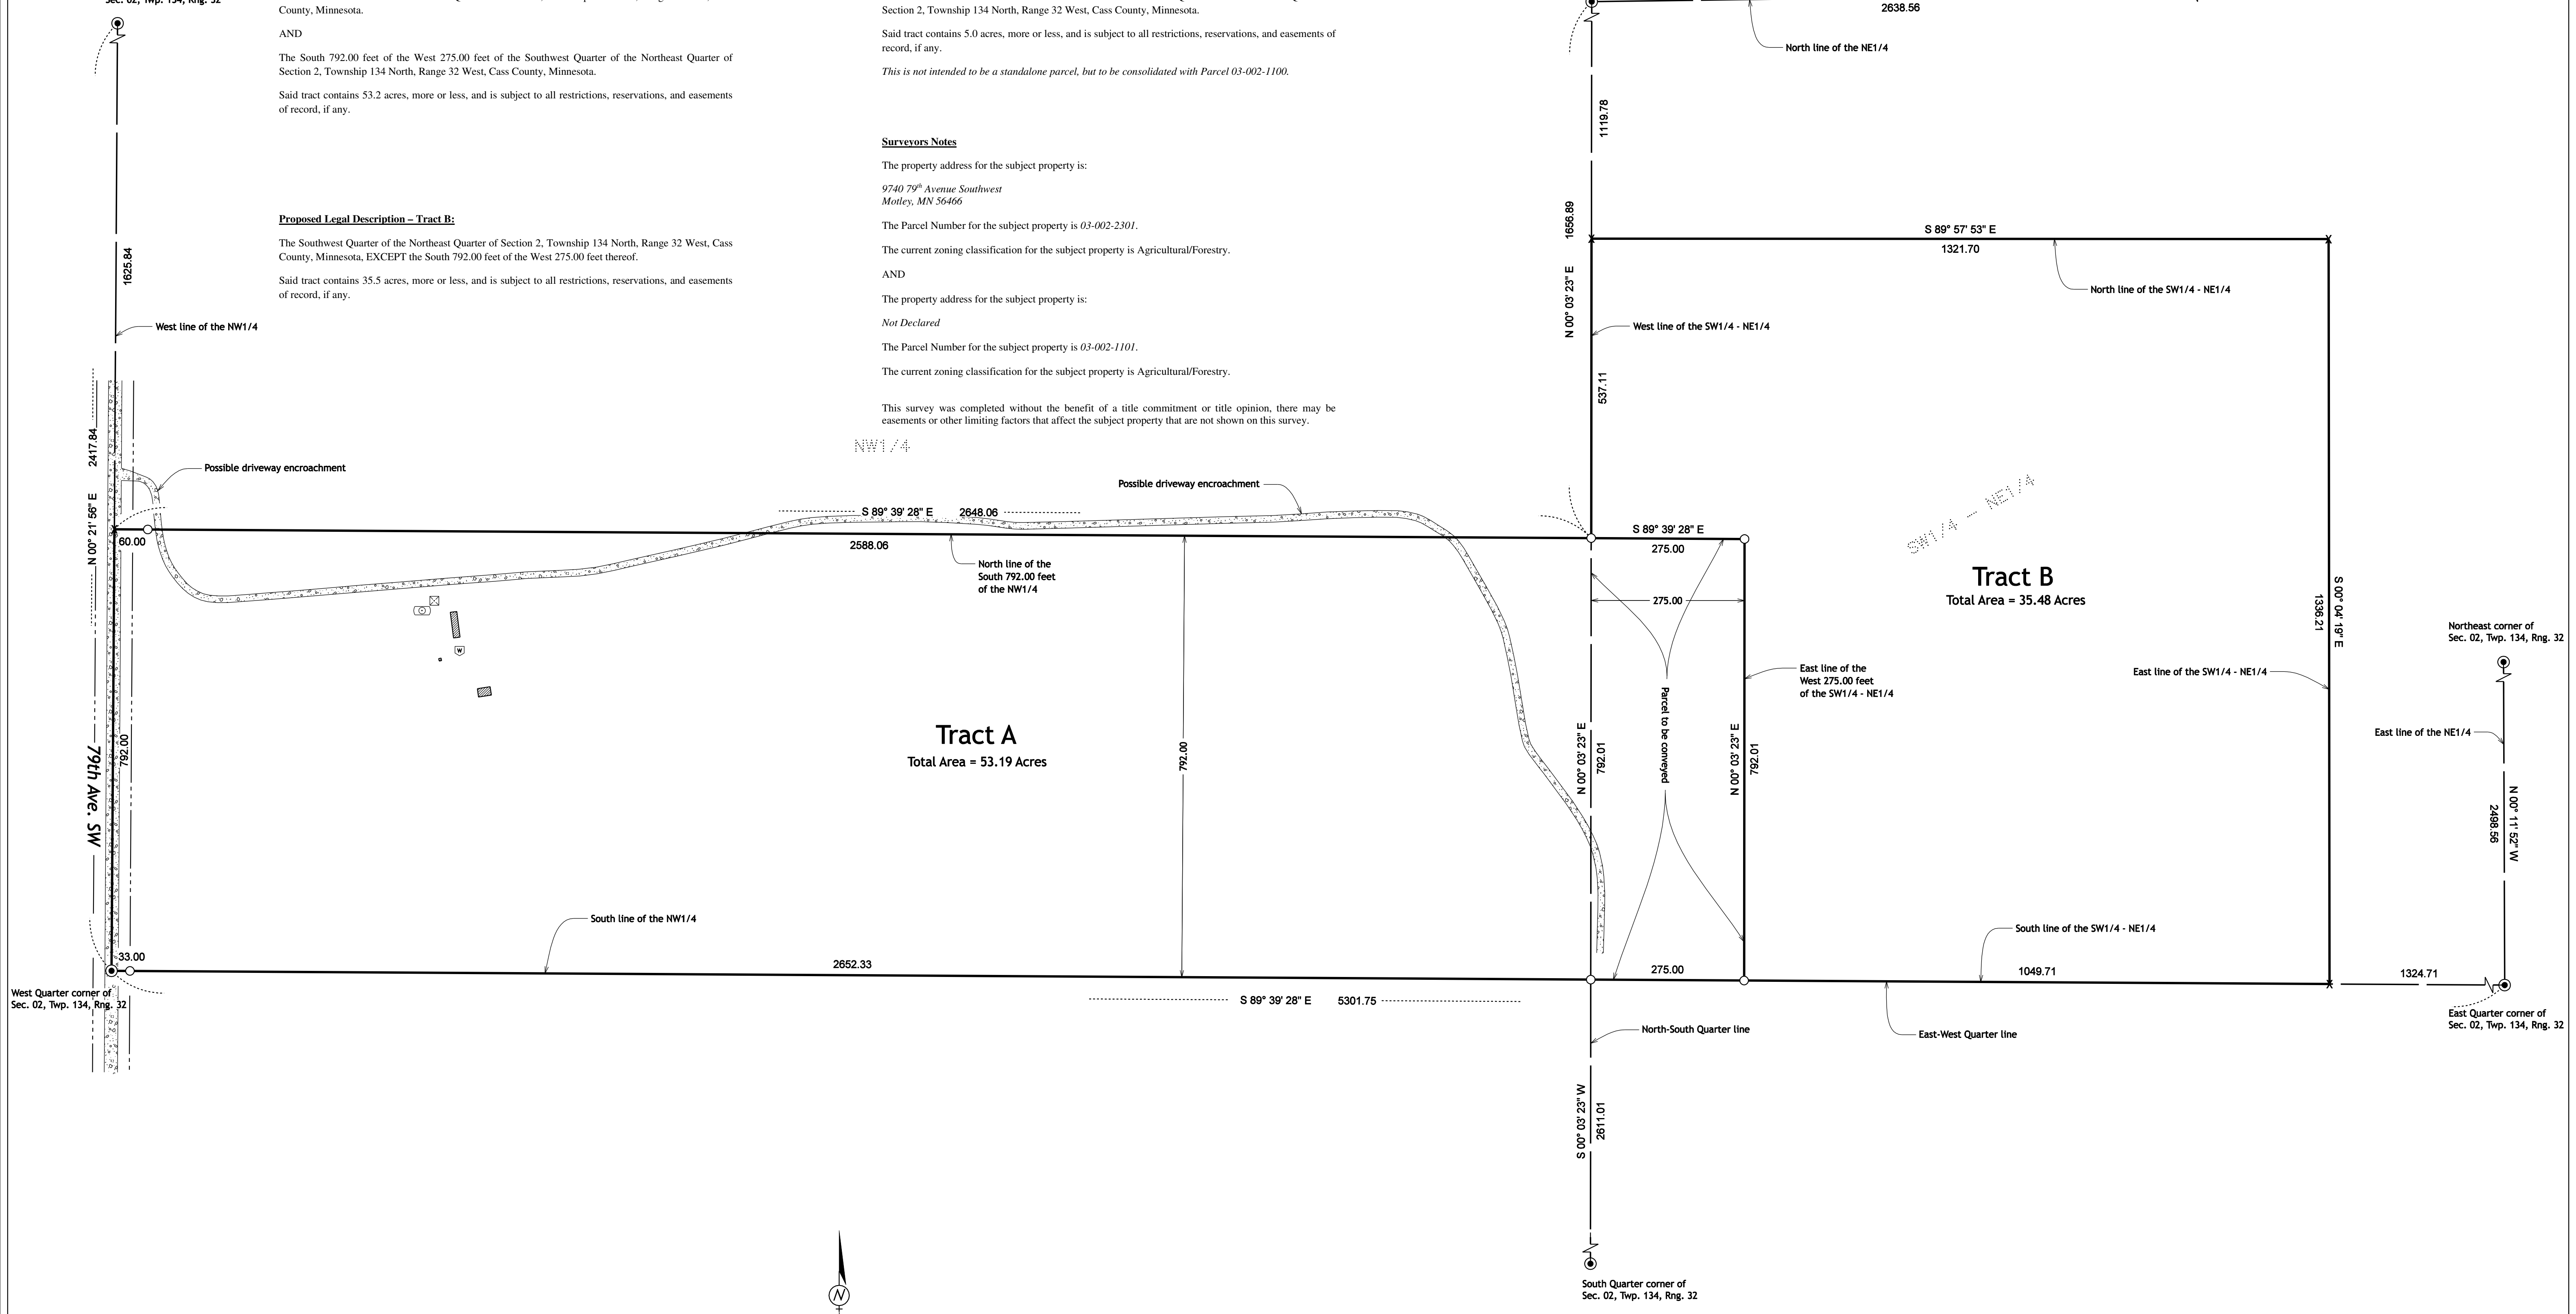 County, Minnesota.
AND
The South 792.00 feet of the West 275.00 feet of the Southwest Quarter of the Northeast Quarter of
Section 2, Township 134 North, Range 32 West, Cass County, Minnesota.
Said tract contains 53.2 acres, more or less, and is subject to all restrictions, reservations, and easements
of record, if any.
Proposed Legal Description – Tract B:
The Southwest Quarter of the Northeast Quarter of Section 2, Township 134 North, Range 32 West, Cass
County, Minnesota, EXCEPT the South 792.00 feet of the West 275.00 feet thereof.
Said tract contains 35.5 acres, more or less, and is subject to all restrictions, reservations, and easements
of record, if any.
Section 2, Township 134 North, Range 32 West, Cass County, Minnesota.
Said tract contains 5.0 acres, more or less, and is subject to all restrictions, reservations, and easements of
record, if any.
This is not intended to be a standalone parcel, but to be consolidated with Parcel 03-002-1100.
Surveyors Notes
The property address for the subject property is:
9740 79th Avenue Southwest
Motley, MN 56466
The Parcel Number for the subject property is 03-002-2301.
The current zoning classification for the subject property is Agricultural/Forestry.
AND
The property address for the subject property is:
Not Declared
The Parcel Number for the subject property is 03-002-1101.
The current zoning classification for the subject property is Agricultural/Forestry.
This survey was completed without the benefit of a title commitment or title opinion, there may be
easements or other limiting factors that affect the subject property that are not shown on this survey.
NW1/4
Sec. 02, Twp. 134, Rng. 32
1625.84
West line of the NW1/4
2417.84
N 00° 21' 56" E
Possible driveway encroachment
60.00
792.00
79th Ave. SW
33.00
West Quarter corner of
Sec. 02, Twp. 134, Rng. 32
S 89° 39' 28" E 2648.06
2588.06
North line of the
South 792.00 feet
of the NW1/4
Possible driveway encroachment
W
Tract A
Total Area = 53.19 Acres
792.00
South line of the NW1/4
2652.33
S 89° 39' 28" E 5301.75
2638.56
North line of the NE1/4
1119.78
1656.89
N 00° 03' 23" E
537.11
S 89° 57' 53" E
1321.70
North line of the SW1/4 - NE1/4
West line of the SW1/4 - NE1/4
SW1/4 - NE1/4
S 89° 39' 28" E
275.00
275.00
Tract B
Total Area = 35.48 Acres
S 00° 04' 19" E
1336.21
East line of the
West 275.00 feet
of the SW1/4 - NE1/4
East line of the SW1/4 - NE1/4
Parcel to be conveyed
N 00° 03' 23" E
792.01
N 00° 03' 23" E
792.01
275.00
1049.71
South line of the SW1/4 - NE1/4
1324.71
North-South Quarter line
East-West Quarter line
S 00° 03' 23" W
2611.01
South Quarter corner of
Sec. 02, Twp. 134, Rng. 32
Northeast corner of
Sec. 02, Twp. 134, Rng. 32
East line of the NE1/4
N 00° 11' 52" W
2498.56
East Quarter corner of
Sec. 02, Twp. 134, Rng. 32
N